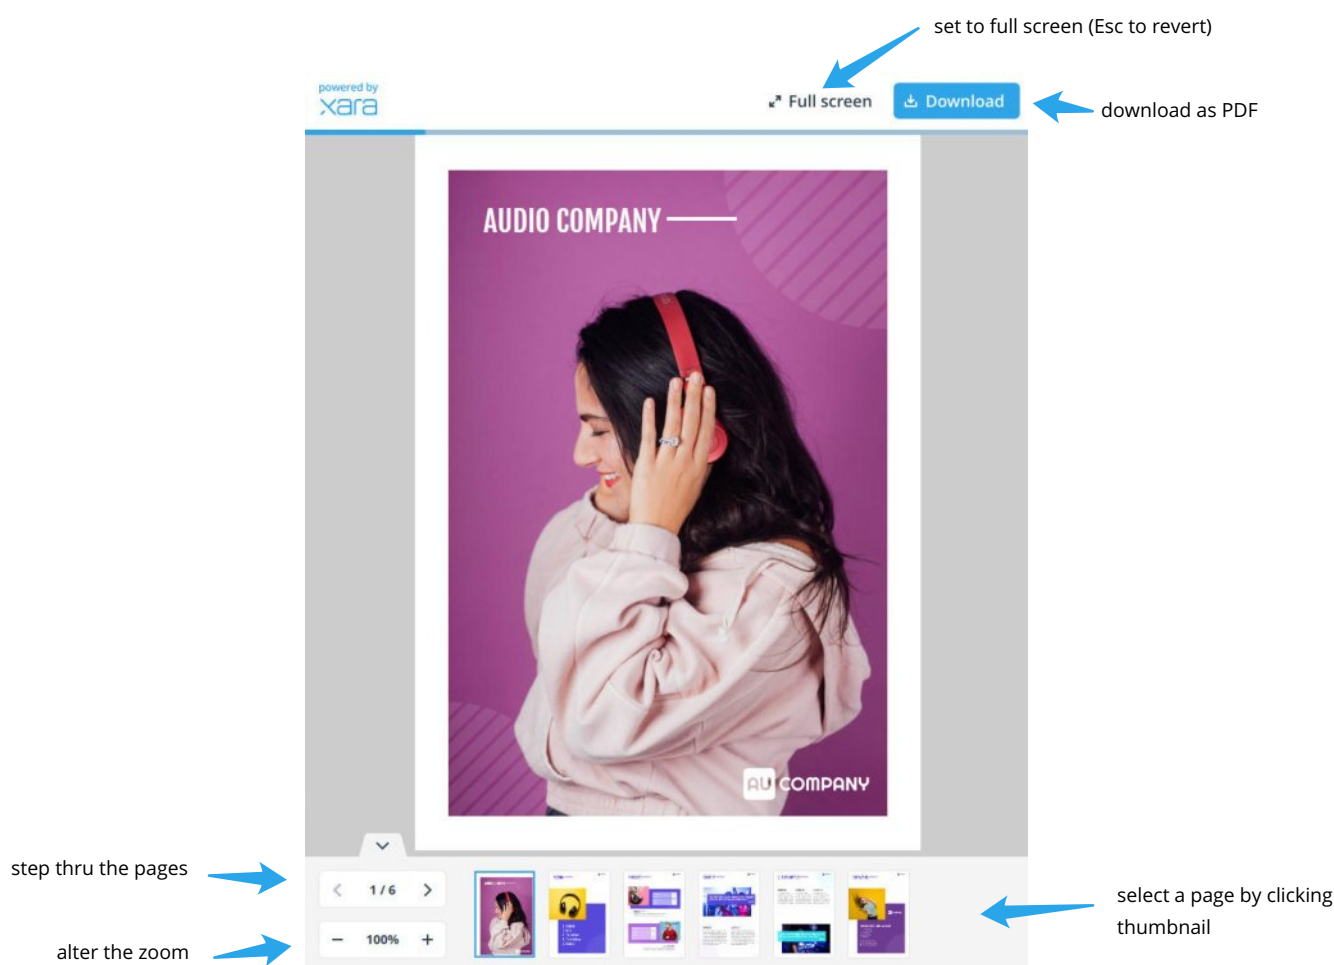 set to full screen (Esc to revert)
powered by
xara
Full screen
Download
download as PDF
AUDIO COMPANY
AU COMPANY
step thru the pages
1 / 6
select a page by clicking
thumbnail
100%
alter the zoom